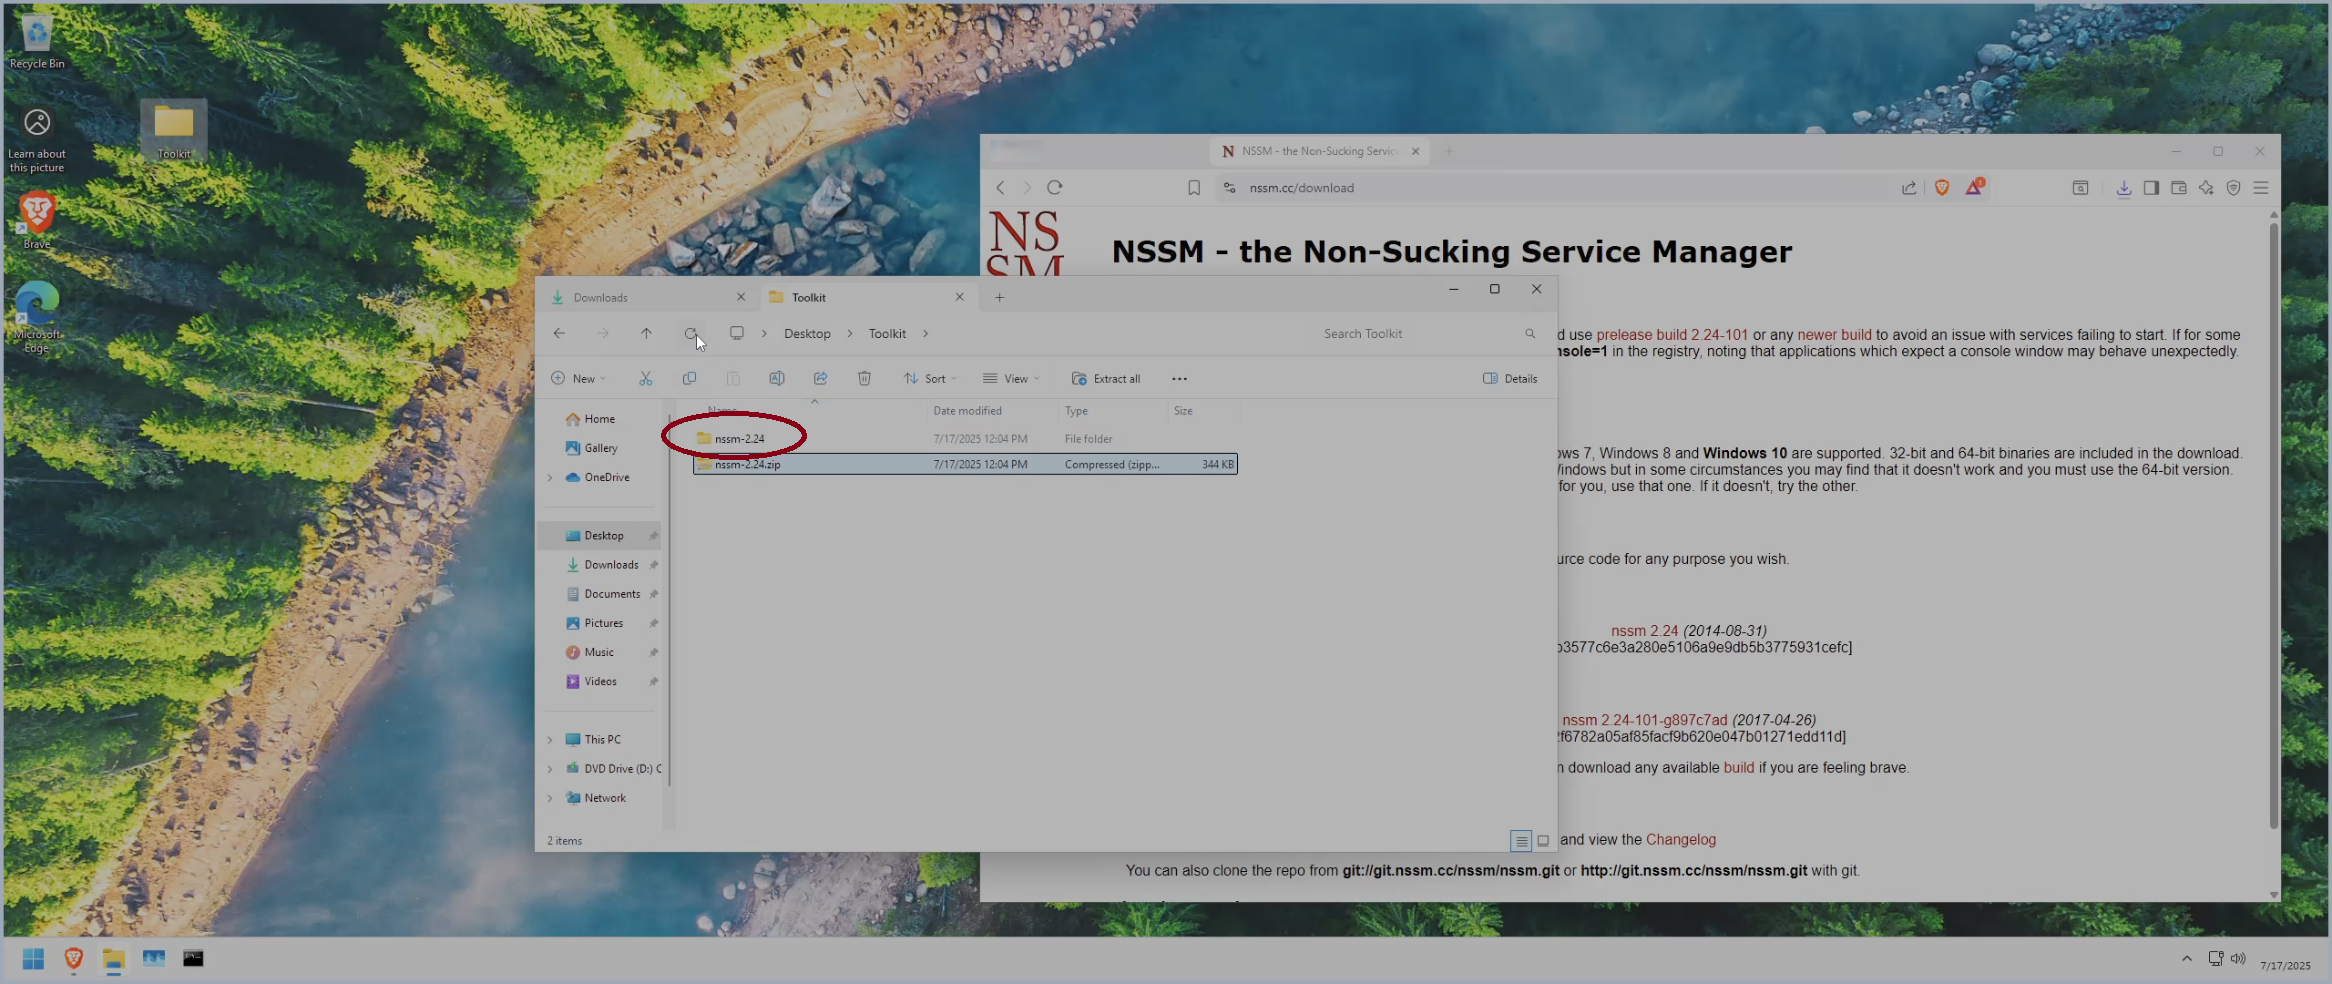 Recycle Bin
Learn about
this picture
Toolkit
Brave
Microsoft
Edge
NSSM - the Non-Sucking Servic
nssm.cc/download
NS
SM
NSSM - the Non-Sucking Service Manager
d use prelease build 2.24-101 or any newer build to avoid an issue with services failing to start. If for some
nsole=1 in the registry, noting that applications which expect a console window may behave unexpectedly.
ows 7, Windows 8 and Windows 10 are supported. 32-bit and 64-bit binaries are included in the download.
Windows but in some circumstances you may find that it doesn't work and you must use the 64-bit version.
for you, use that one. If it doesn't, try the other.
urce code for any purpose you wish.
nssm 2.24 (2014-08-31)
b3577c6e3a280e5106a9e9db5b3775931cefc]
nssm 2.24-101-g897c7ad (2017-04-26)
2f6782a05af85facf9b620e047b01271edd11d]
n download any available build if you are feeling brave.
and view the Changelog
You can also clone the repo from git://git.nssm.cc/nssm/nssm.git or http://git.nssm.cc/nssm/nssm.git with git.
Downloads
Toolkit
Desktop
Toolkit
Search Toolkit
New
Sort
View
Extract all
Details
Name
Date modified
Type
Size
nssm-2.24
7/17/2025 12:04 PM
File folder
nssm-2.24.zip
7/17/2025 12:04 PM
Compressed (zipp...
344 KB
Home
Gallery
OneDrive
Desktop
Downloads
Documents
Pictures
Music
Videos
This PC
DVD Drive (D:) C
Network
2 items
7/17/2025